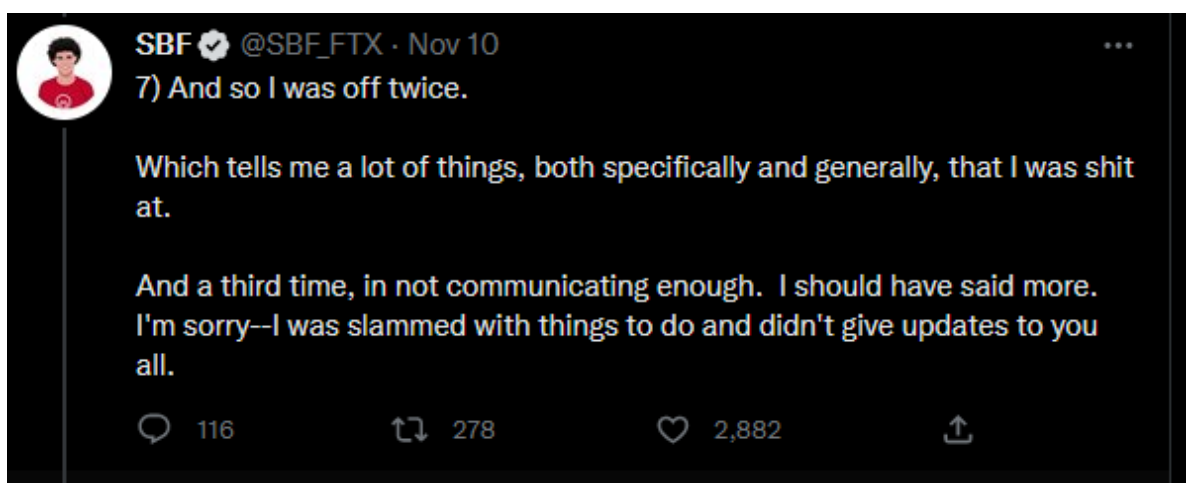 SBF @SBF_FTX · Nov 10
7) And so I was off twice.
Which tells me a lot of things, both specifically and generally, that I was shit
at.
And a third time, in not communicating enough.  I should have said more.
I'm sorry--I was slammed with things to do and didn't give updates to you
all.
116 278 2,882